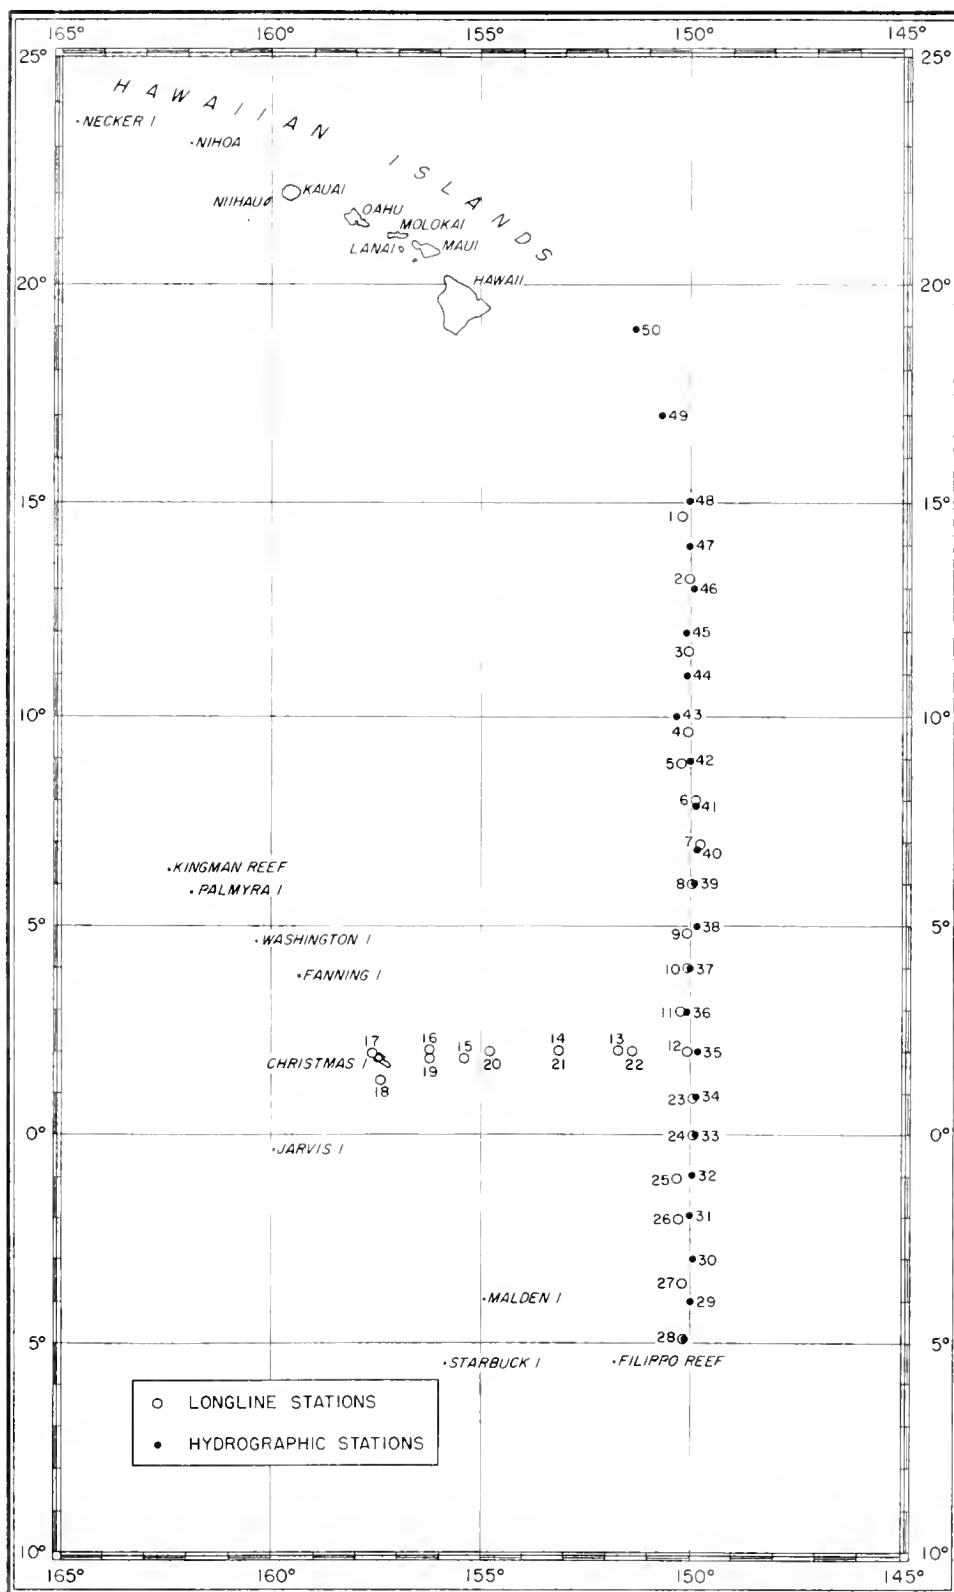 165° 160° 155° 150° 145°
25° 25°
HAWAIIAN ISLANDS
NECKER I
NIHOA
KAUAI
NIIHAU
OAHU
MOLOKAI
LANAI MAUI
HAWAII
20° 20°
50
49
15° 15°
48
1
47
2
46
45
3
44
10° 10°
43
4
42
5
6
41
7
40
KINGMAN REEF
PALMYRA I
8 39
5° 5°
38
9
WASHINGTON I
10 37
FANNING I
11 36
17 16 15 14 13 12 35
CHRISTMAS I
19 20 21 22
18
23 34
0° 0°
24 33
JARVIS I
25 32
26 31
30
27
MALDEN I 29
28
5° 5°
STARBUCK I FILIPPO REEF
LONGLINE STATIONS
HYDROGRAPHIC STATIONS
10° 10°
165° 160° 155° 150° 145°